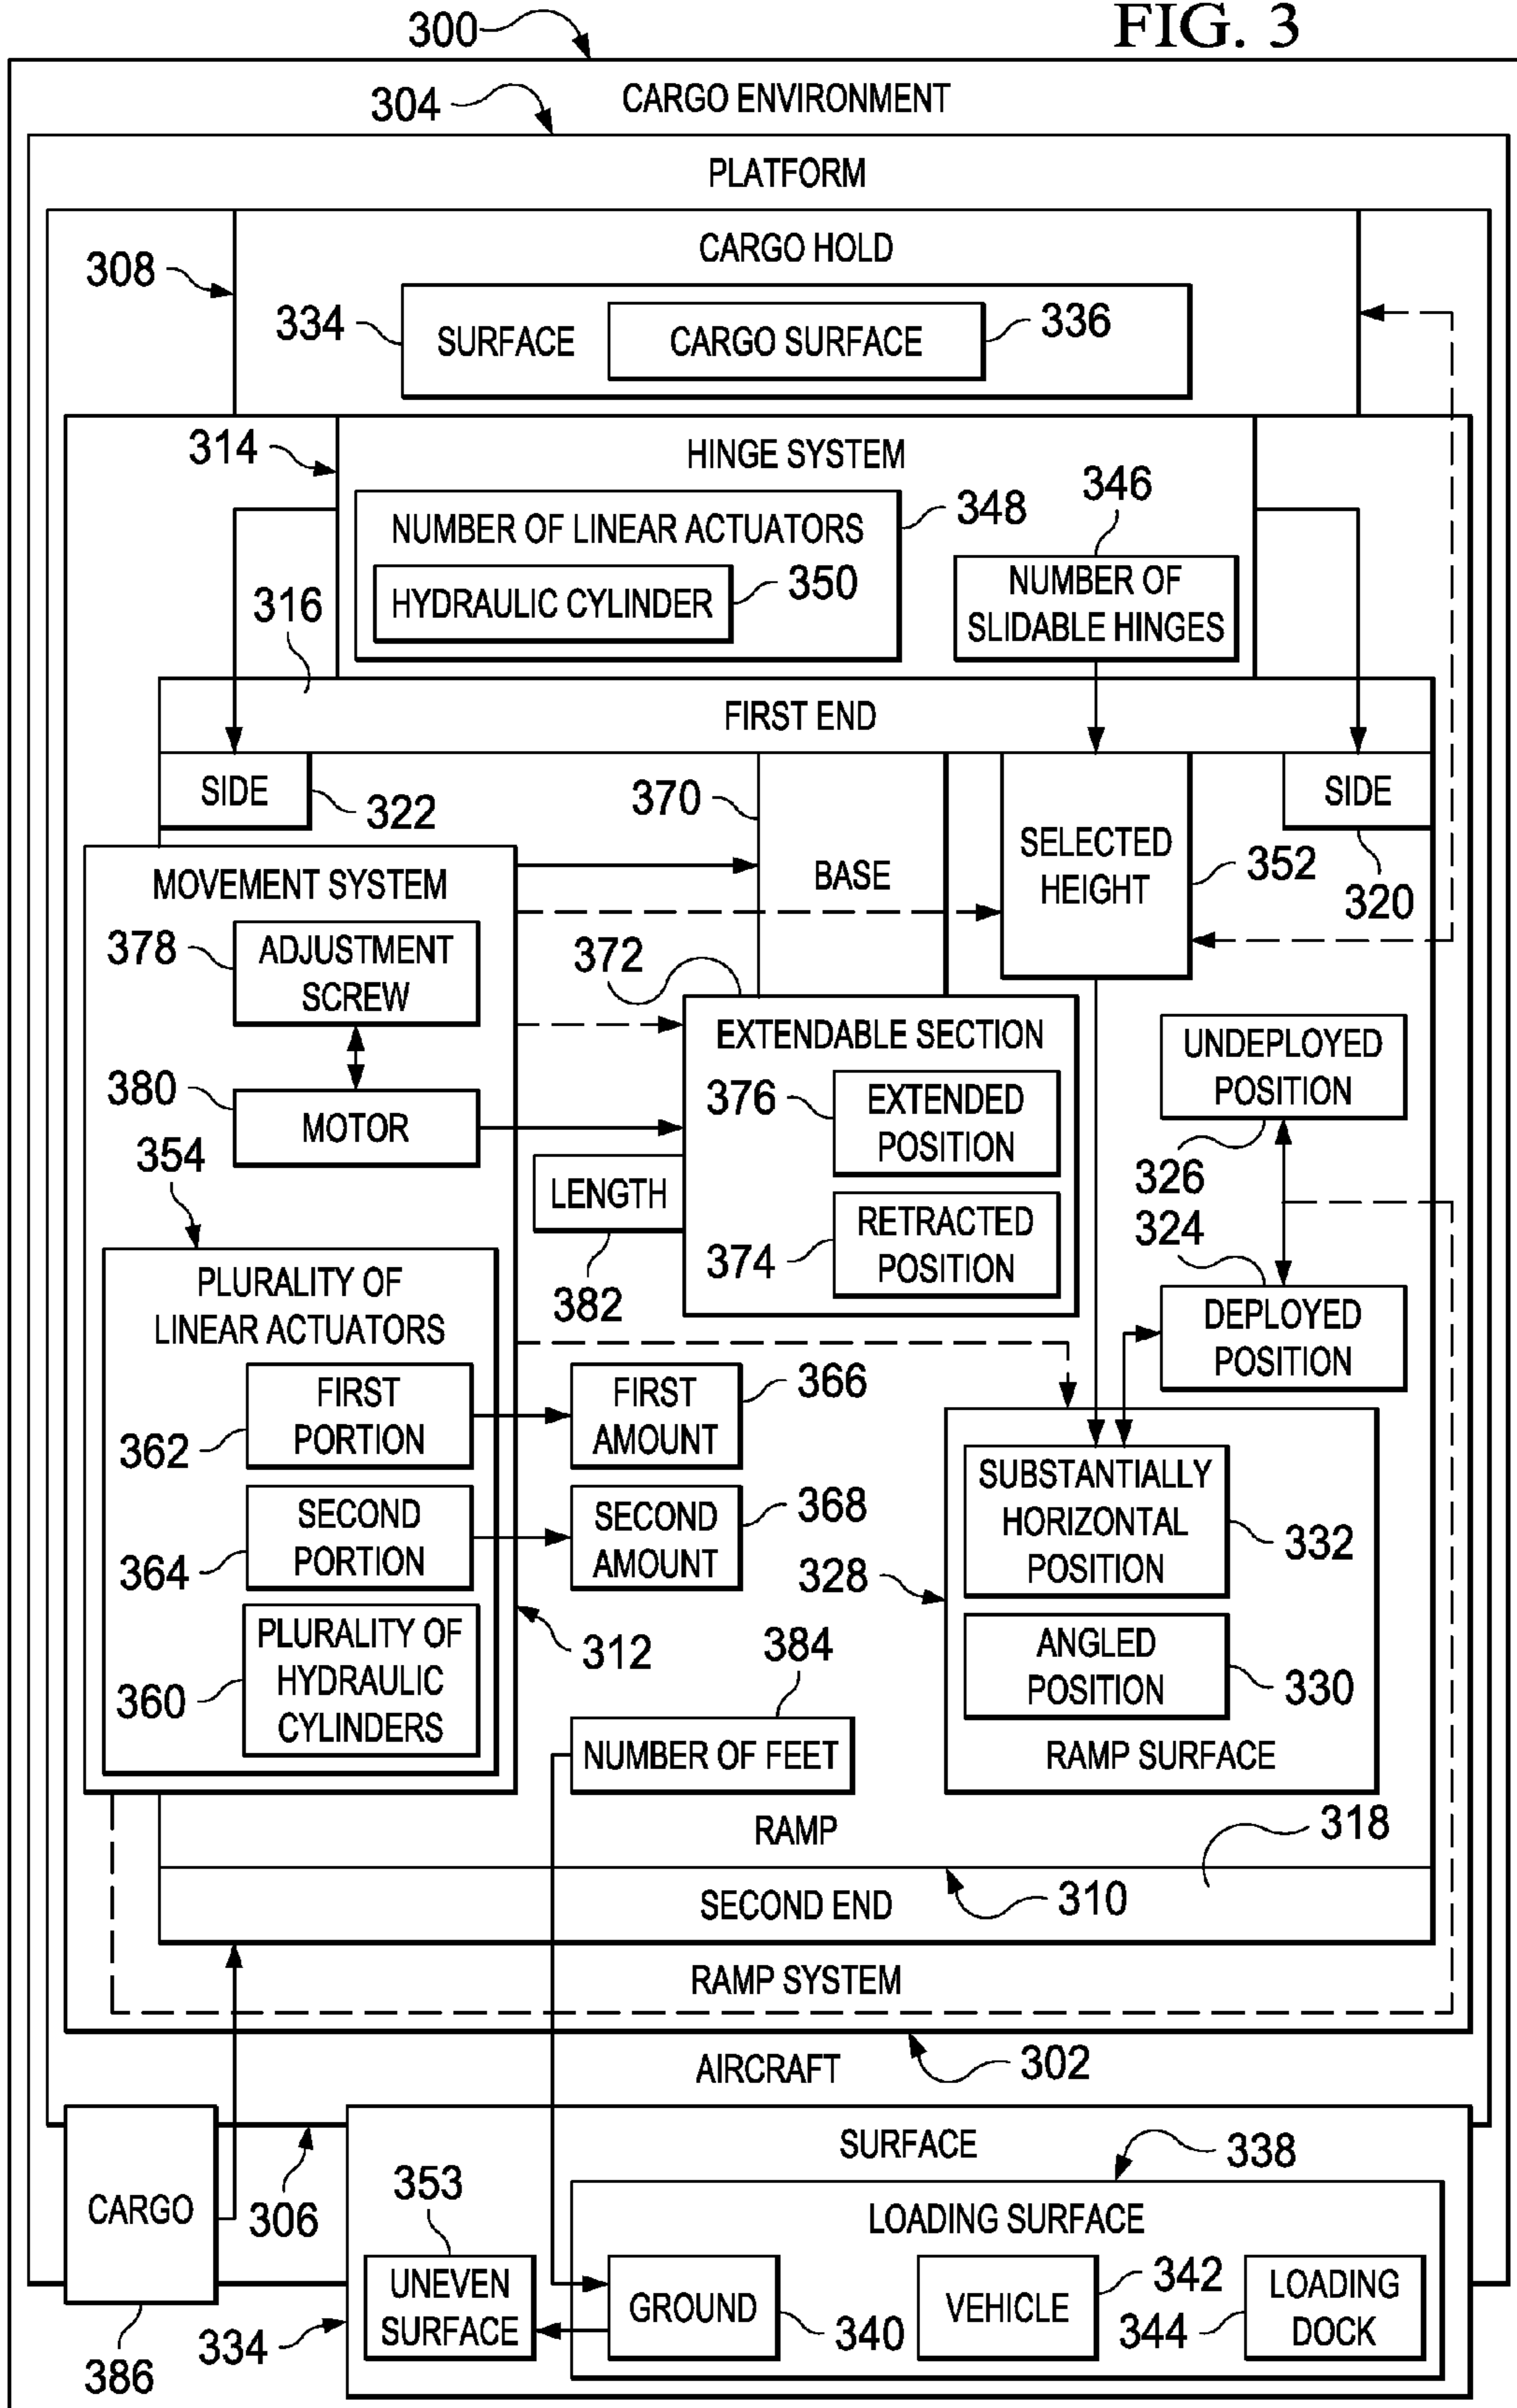 FIG. 3
300
CARGO ENVIRONMENT
304
PLATFORM
CARGO HOLD
308
334
SURFACE
CARGO SURFACE
336
314
HINGE SYSTEM
346
NUMBER OF LINEAR ACTUATORS
348
HYDRAULIC CYLINDER
350
NUMBER OF
SLIDABLE HINGES
316
FIRST END
SIDE
322
370
BASE
SELECTED
HEIGHT
352
SIDE
320
MOVEMENT SYSTEM
378
ADJUSTMENT
SCREW
372
EXTENDABLE SECTION
UNDEPLOYED
POSITION
380
MOTOR
376
EXTENDED
POSITION
326
354
LENGTH
382
374
RETRACTED
POSITION
324
PLURALITY OF
LINEAR ACTUATORS
DEPLOYED
POSITION
362
FIRST
PORTION
FIRST
AMOUNT
366
364
SECOND
PORTION
SECOND
AMOUNT
368
328
SUBSTANTIALLY
HORIZONTAL
POSITION
332
360
PLURALITY OF
HYDRAULIC
CYLINDERS
312
384
ANGLED
POSITION
330
NUMBER OF FEET
RAMP SURFACE
RAMP
318
SECOND END
310
RAMP SYSTEM
AIRCRAFT
302
SURFACE
338
353
CARGO
306
LOADING SURFACE
UNEVEN
SURFACE
GROUND
340
VEHICLE
342
344
LOADING
DOCK
334
386